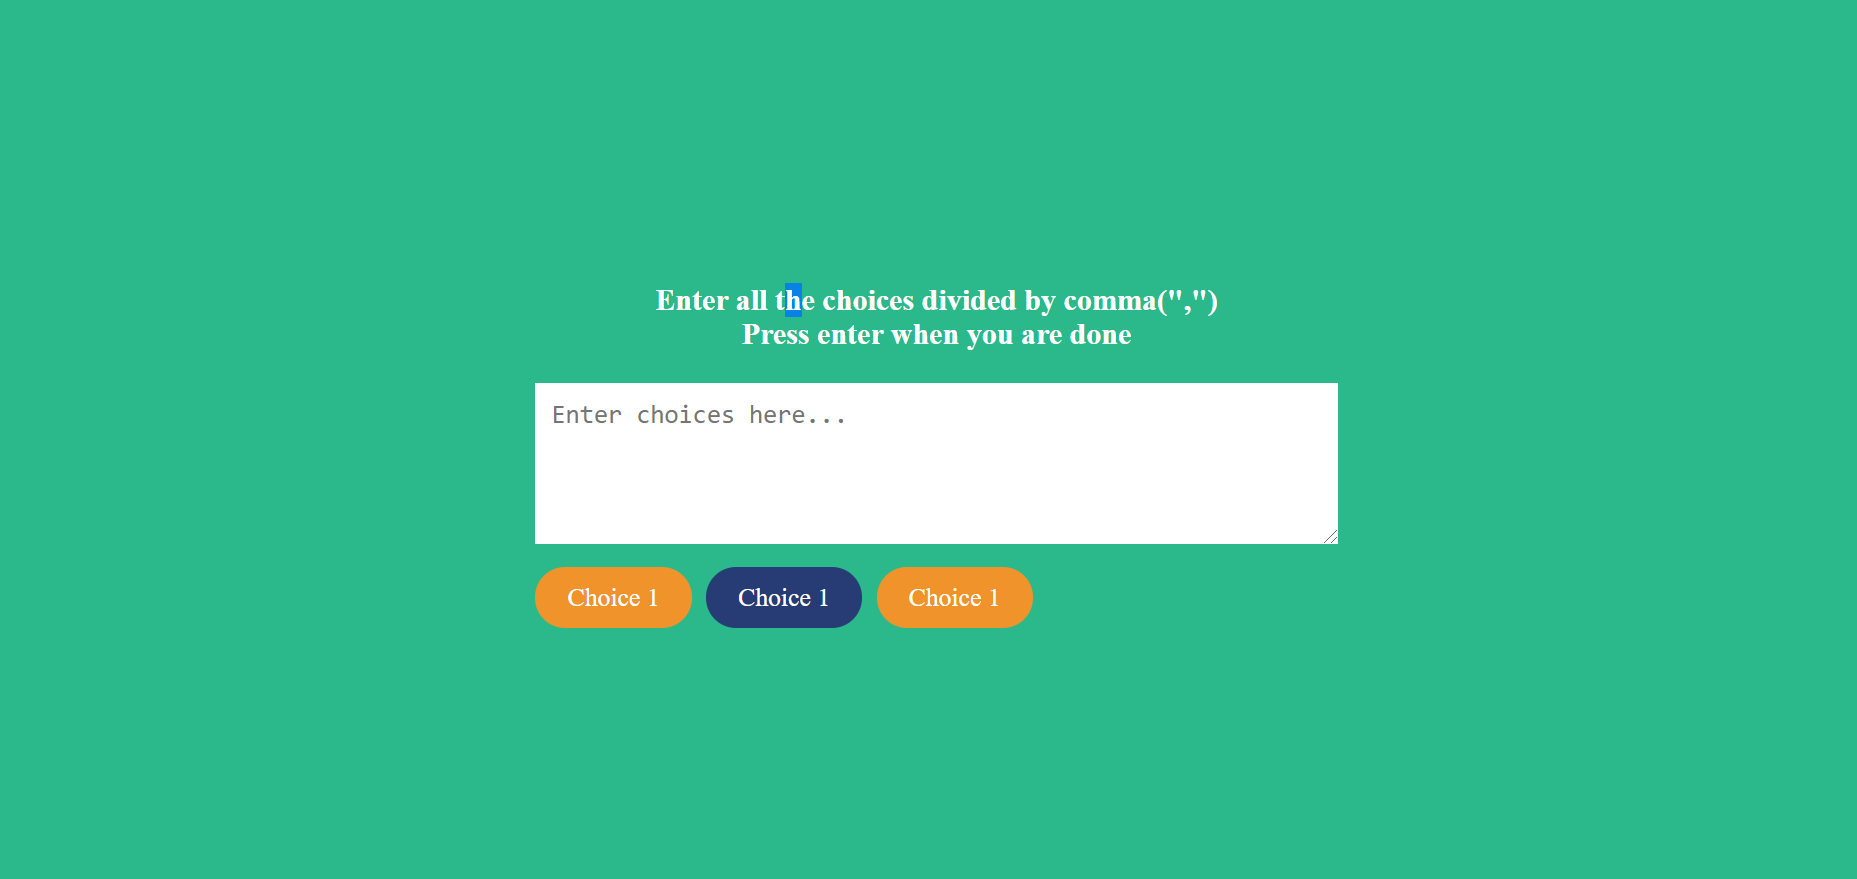 Enter all the choices divided by comma(",")
Press enter when you are done
Enter choices here...
Choice 1 Choice 1 Choice 1